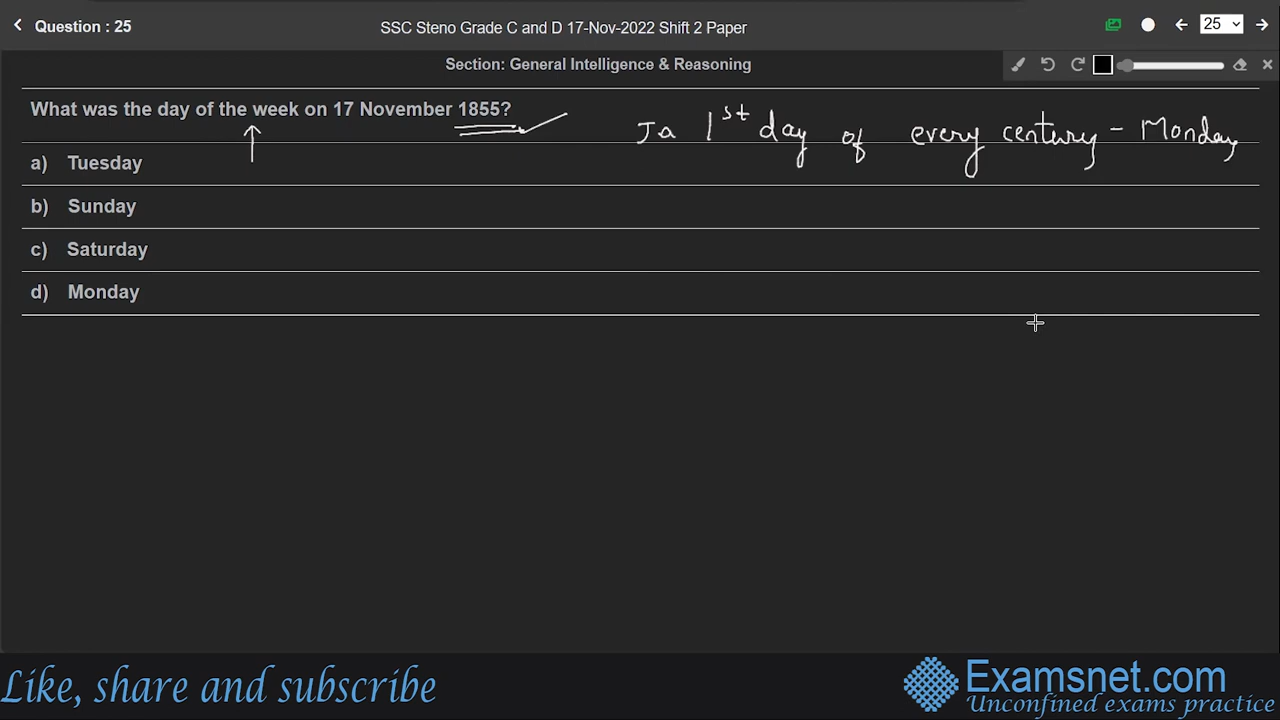 Question : 25
SSC Steno Grade C and D 17-Nov-2022 Shift 2 Paper
25
Section: General Intelligence & Reasoning
What was the day of the week on 17 November 1855?
Ja 1st day of every century - Monday
a) Tuesday
b) Sunday
c) Saturday
d) Monday
Like, share and subscribe
Examsnet.com
Unconfined exams practice